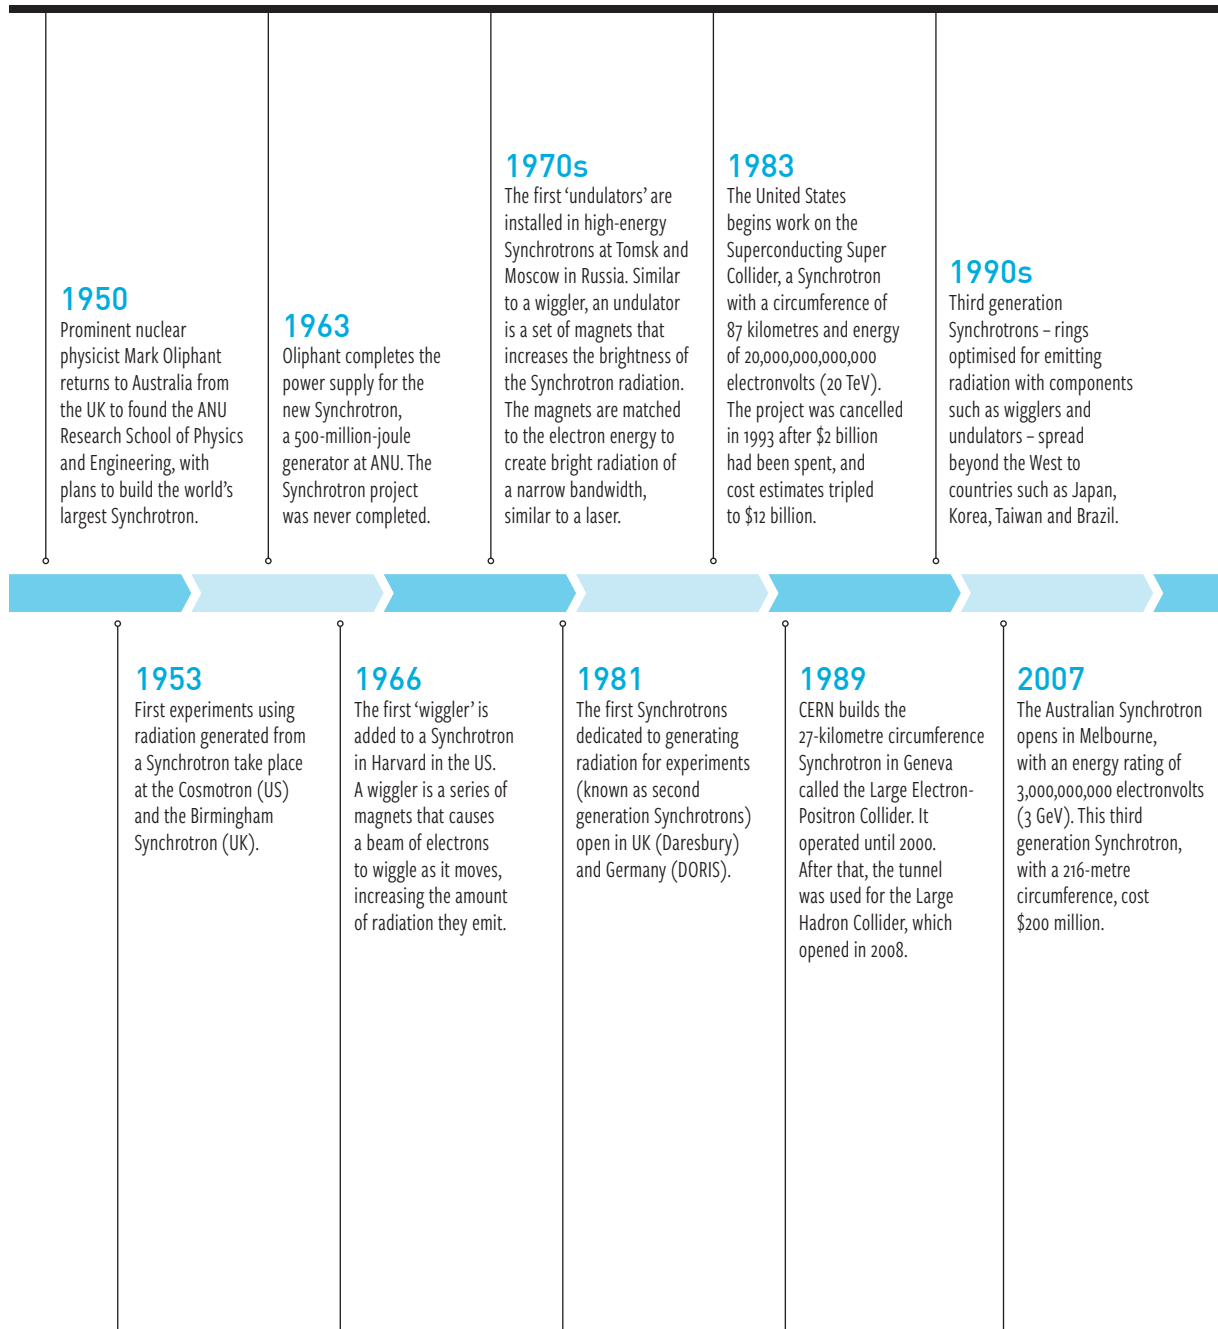 1950
Prominent nuclear
physicist Mark Oliphant
returns to Australia from
the UK to found the ANU
Research School of Physics
and Engineering, with
plans to build the world’s
largest Synchrotron.
1963
Oliphant completes the
power supply for the
new Synchrotron,
a 500-million-joule
generator at ANU. The
Synchrotron project
was never completed.
1970s
The first ‘undulators’ are
installed in high-energy
Synchrotrons at Tomsk and
Moscow in Russia. Similar
to a wiggler, an undulator
is a set of magnets that
increases the brightness of
the Synchrotron radiation.
The magnets are matched
to the electron energy to
create bright radiation of
a narrow bandwidth,
similar to a laser.
1983
The United States
begins work on the
Superconducting Super
Collider, a Synchrotron
with a circumference of
87 kilometres and energy
of 20,000,000,000,000
electronvolts (20 TeV).
The project was cancelled
in 1993 after $2 billion
had been spent, and
cost estimates tripled
to $12 billion.
1990s
Third generation
Synchrotrons – rings
optimised for emitting
radiation with components
such as wigglers and
undulators – spread
beyond the West to
countries such as Japan,
Korea, Taiwan and Brazil.
1953
First experiments using
radiation generated from
a Synchrotron take place
at the Cosmotron (US)
and the Birmingham
Synchrotron (UK).
1966
The first ‘wiggler’ is
added to a Synchrotron
in Harvard in the US.
A wiggler is a series of
magnets that causes
a beam of electrons
to wiggle as it moves,
increasing the amount
of radiation they emit.
1981
The first Synchrotrons
dedicated to generating
radiation for experiments
(known as second
generation Synchrotrons)
open in UK (Daresbury)
and Germany (DORIS).
1989
CERN builds the
27-kilometre circumference
Synchrotron in Geneva
called the Large Electron-
Positron Collider. It
operated until 2000.
After that, the tunnel
was used for the Large
Hadron Collider, which
opened in 2008.
2007
The Australian Synchrotron
opens in Melbourne,
with an energy rating of
3,000,000,000 electronvolts
(3 GeV). This third
generation Synchrotron,
with a 216-metre
circumference, cost
$200 million.